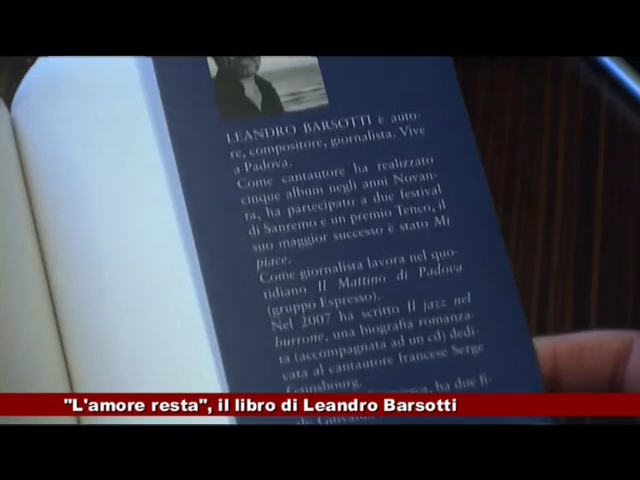 LEANDRO BARSOTTI è auto-
re, compositore, giornalista. Vive
a Padova.
Come cantautore ha realizzato
cinque album negli anni Novan-
ta, ha partecipato a due festival
di Sanremo e un premio Tenco, il
suo maggior successo è stato Mi
piace.
Come giornalista lavora nel quo-
tidiano Il Mattino di Padova
(gruppo Espresso).
Nel 2007 ha scritto Il jazz nel
burrone, una biografia romanza-
ta (accompagnata ad un cd) dedi-
cata al cantautore francese Serge
Gainsbourg.
ha due fi-
"L'amore resta", il libro di Leandro Barsotti